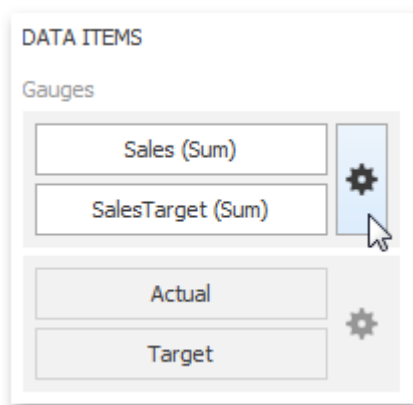 DATA ITEMS
Gauges
Sales (Sum)
SalesTarget (Sum)
Actual
Target